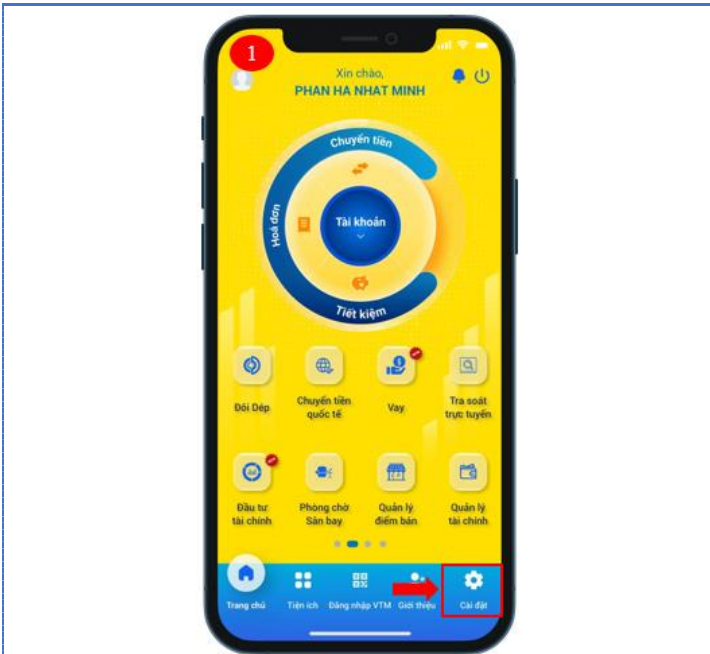 1
Xin chào,
PHAN HA NHAT MINH
Chuyển tiền
Hoá đơn
Tài khoản
Tiết kiệm
Đôi Dép
Chuyển tiền
quốc tế
Vay
Tra soát
trực tuyến
Đầu tư
tài chính
Phòng chờ
Sân bay
Quản lý
điểm bán
Quản lý
tài chính
Trang chủ
Tiện ích
Đăng nhập VTM
Giới thiệu
Cài đặt